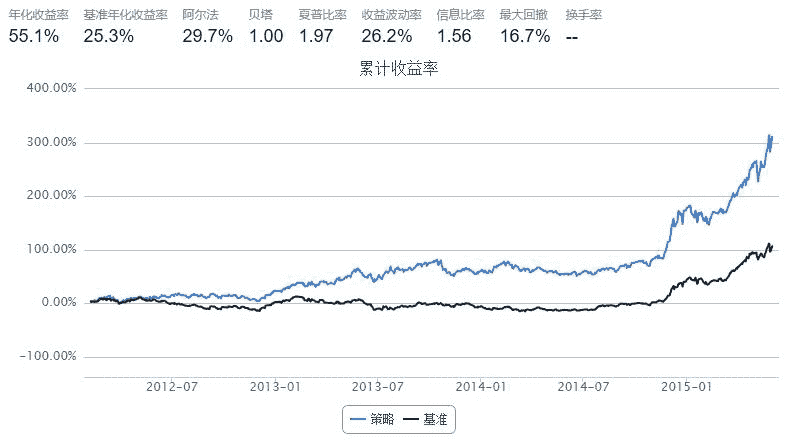 年化收益率 基准年化收益率 阿尔法 贝塔 夏普比率 收益波动率 信息比率 最大回撤 换手率
55.1% 25.3% 29.7% 1.00 1.97 26.2% 1.56 16.7% --
累计收益率
400.00%
300.00%
200.00%
100.00%
0.00%
-100.00%
2012-07 2013-01 2013-07 2014-01 2014-07 2015-01
策略 基准